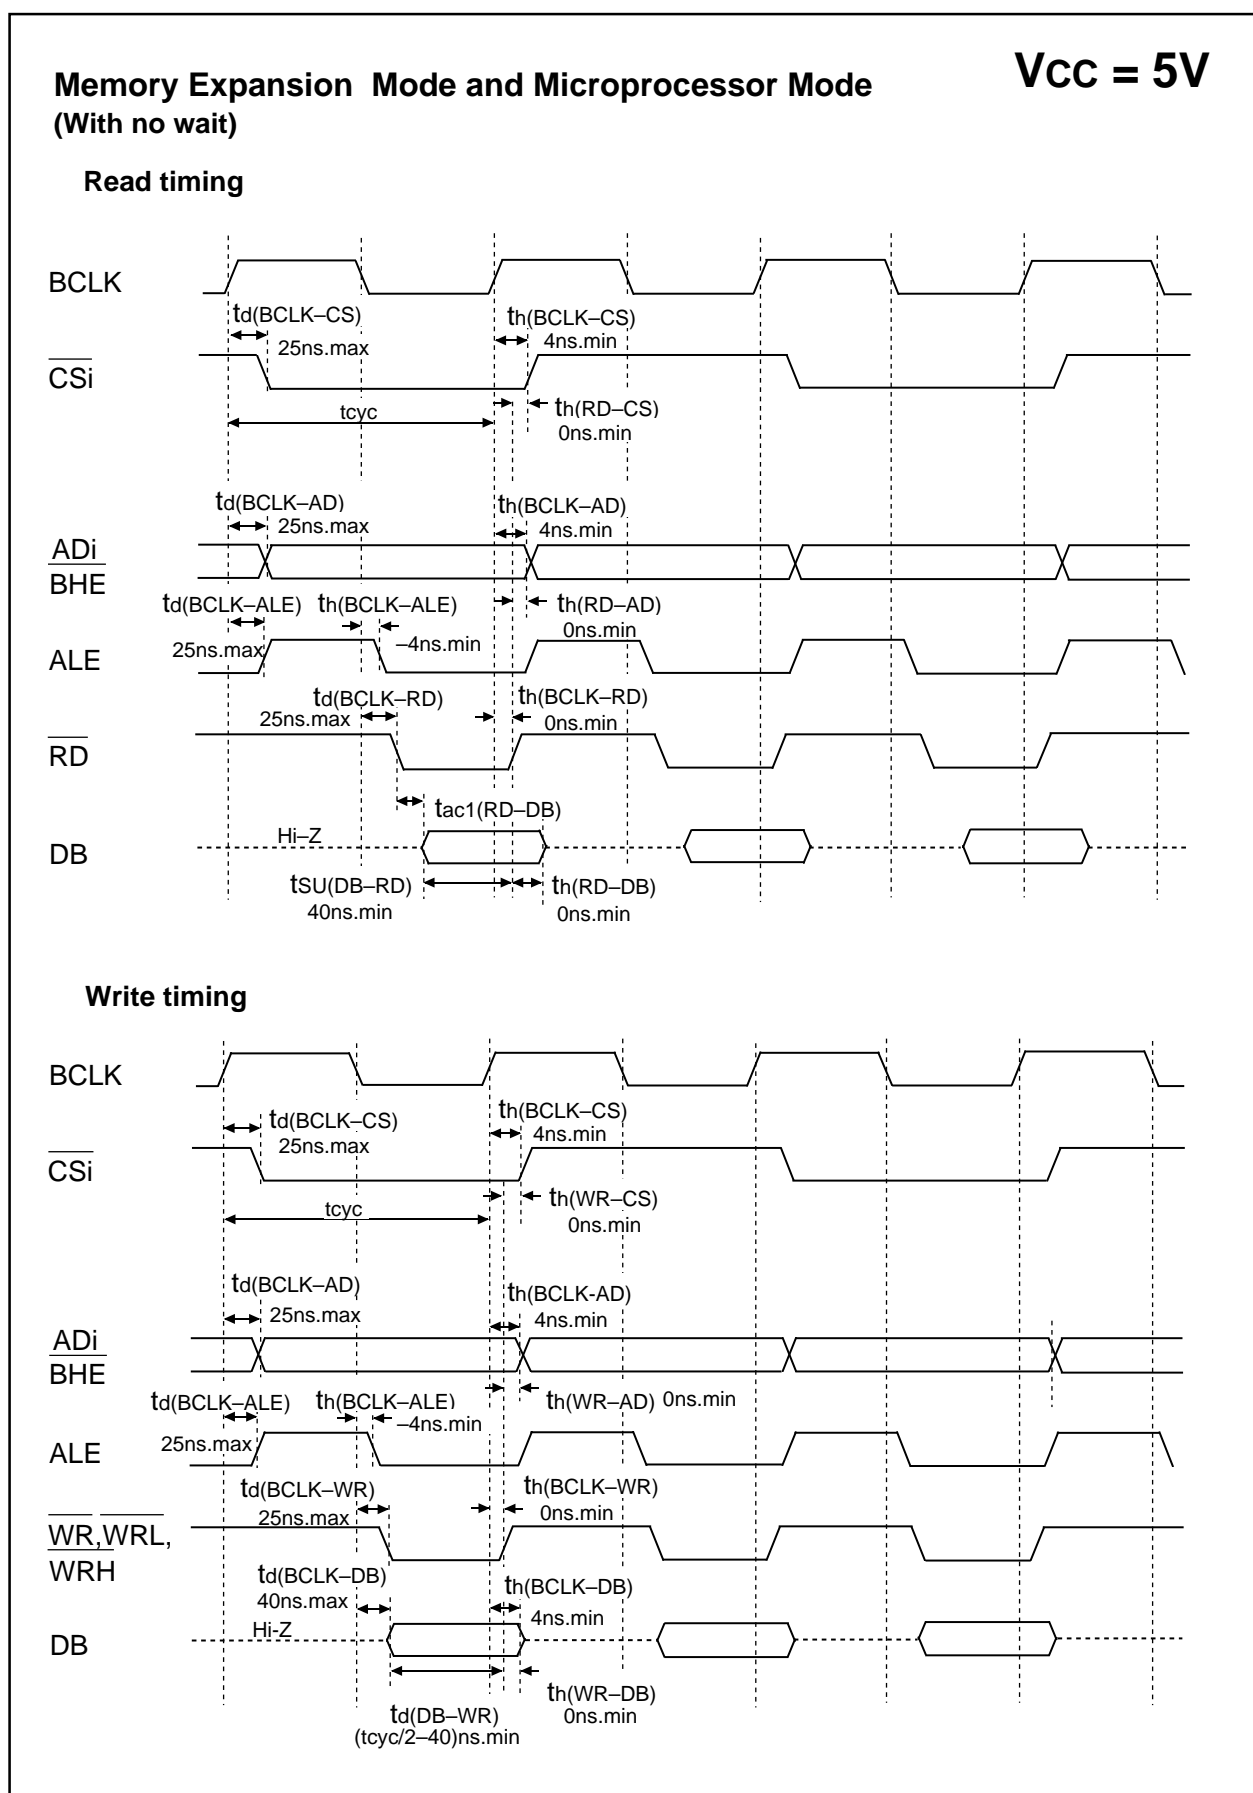 Memory Expansion Mode and Microprocessor Mode
VCC = 5V
(With no wait)
Read timing
BCLK
td(BCLK–CS)
25ns.max
th(BCLK–CS)
4ns.min
CSi
tcyc
th(RD–CS)
0ns.min
td(BCLK–AD)
25ns.max
th(BCLK–AD)
4ns.min
ADi
BHE
td(BCLK–ALE)
25ns.max
th(BCLK–ALE)
–4ns.min
th(RD–AD)
0ns.min
ALE
td(BCLK–RD)
25ns.max
th(BCLK–RD)
0ns.min
RD
tac1(RD–DB)
Hi–Z
DB
tSU(DB–RD)
40ns.min
th(RD–DB)
0ns.min
Write timing
BCLK
td(BCLK–CS)
25ns.max
th(BCLK–CS)
4ns.min
CSi
tcyc
th(WR–CS)
0ns.min
td(BCLK–AD)
25ns.max
th(BCLK-AD)
4ns.min
ADi
BHE
td(BCLK–ALE)
25ns.max
th(BCLK–ALE)
–4ns.min
th(WR–AD) 0ns.min
ALE
td(BCLK–WR)
25ns.max
th(BCLK–WR)
0ns.min
WR,WRL,
WRH
td(BCLK–DB)
40ns.max
th(BCLK–DB)
4ns.min
Hi-Z
DB
td(DB–WR)
(tcyc/2–40)ns.min
th(WR–DB)
0ns.min